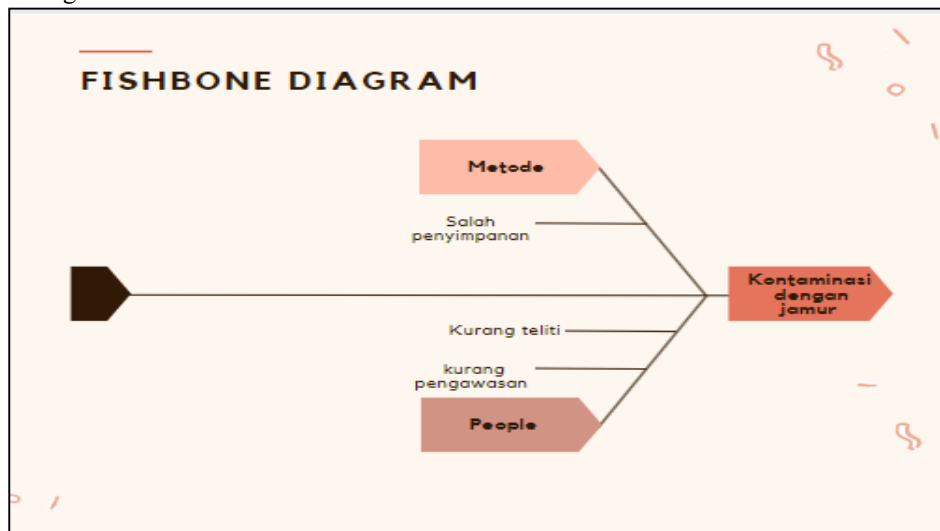 FISHBONE DIAGRAM
Metode
Salah
penyimpanan
Kontaminasi
dengan
jamur
Kurang teliti
kurang
pengawasan
People